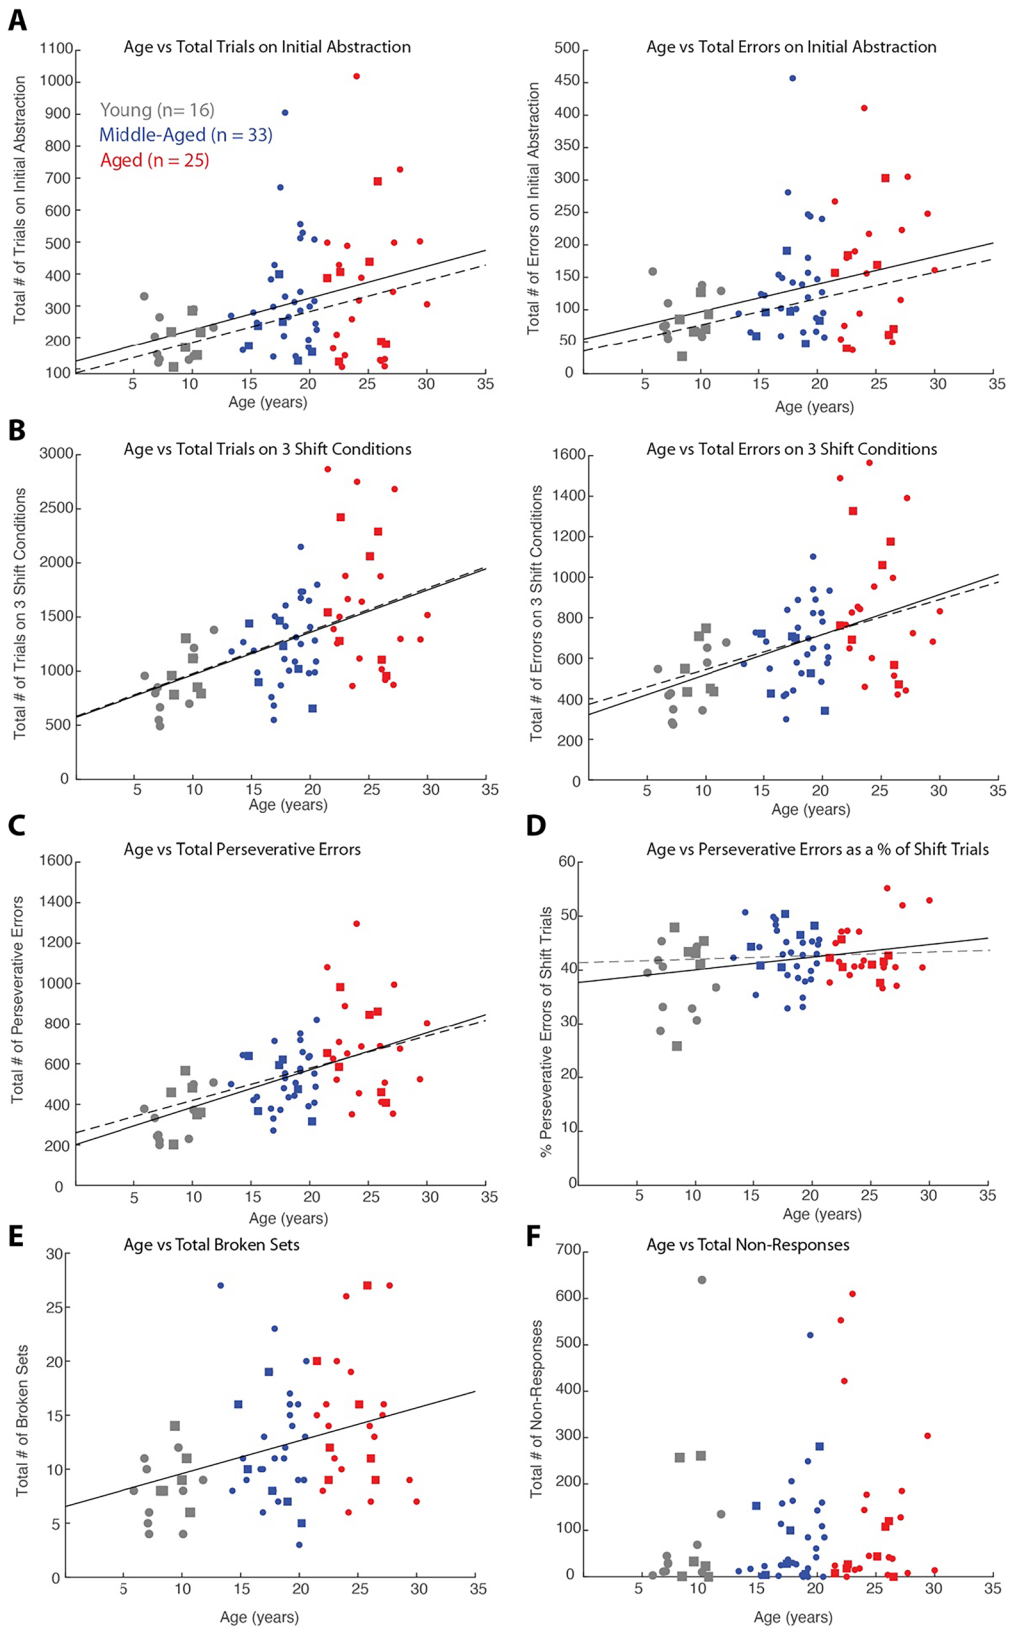 A
Age vs Total Trials on Initial Abstraction
Total # of Trials on Initial Abstraction
1100
1000
900
800
700
600
500
400
300
200
100
Young (n= 16)
Middle-Aged (n = 33)
Aged (n = 25)
5 10 15 20 25 30 35
Age (years)
Age vs Total Errors on Initial Abstraction
Total # of Errors on Initial Abstraction
500
450
400
350
300
250
200
150
100
50
0
5 10 15 20 25 30 35
Age (years)
B
Age vs Total Trials on 3 Shift Conditions
Total # of Trials on 3 Shift Conditions
3000
2500
2000
1500
1000
500
0
5 10 15 20 25 30 35
Age (years)
Age vs Total Errors on 3 Shift Conditions
Total # of Errors on 3 Shift Conditions
1600
1400
1200
1000
800
600
400
200
0
5 10 15 20 25 30 35
Age (years)
C
Age vs Total Perseverative Errors
Total # of Perseverative Errors
1600
1400
1200
1000
800
600
400
200
0
5 10 15 20 25 30 35
Age (years)
D
Age vs Perseverative Errors as a % of Shift Trials
% Perseverative Errors of Shift Trials
60
50
40
30
20
10
0
5 10 15 20 25 30 35
Age (years)
E
Age vs Total Broken Sets
Total # of Broken Sets
30
25
20
15
10
5
0
5 10 15 20 25 30 35
Age (years)
F
Age vs Total Non-Responses
Total # of Non-Responses
700
600
500
400
300
200
100
0
5 10 15 20 25 30 35
Age (years)